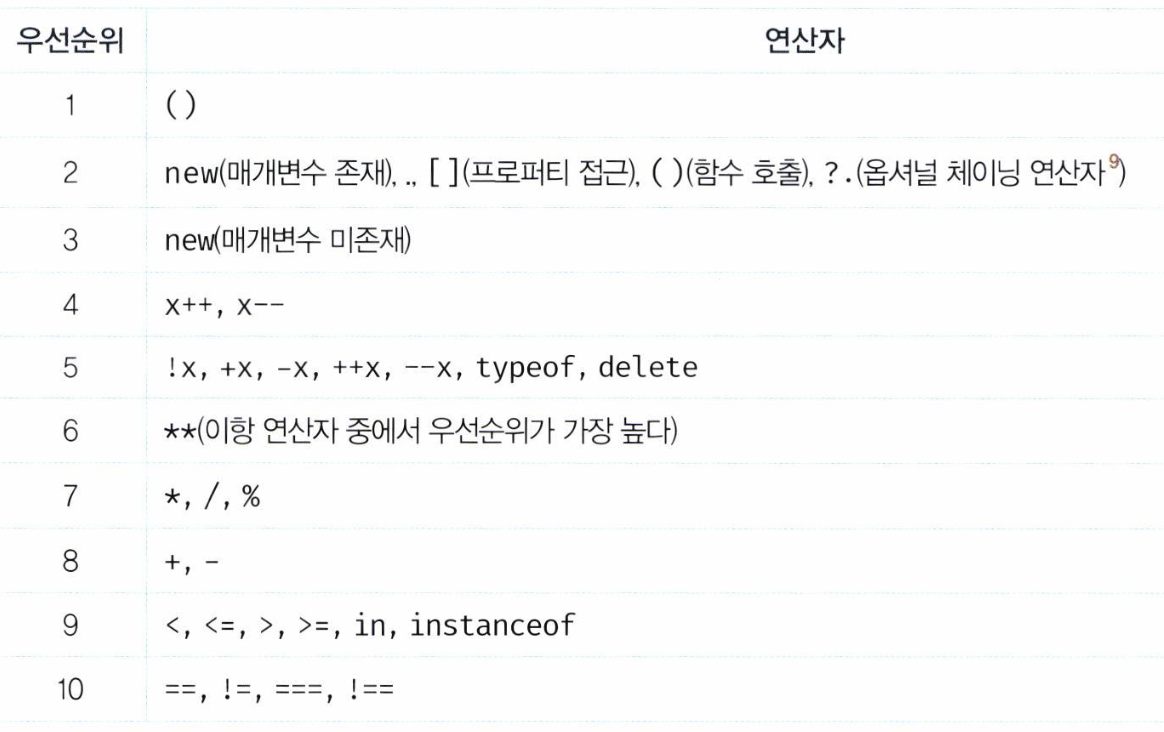 우선순위 연산자
1 ()
2 new(매개변수 존재), ., [](프로퍼티 접근), ()(함수 호출), ?.(옵셔널 체이닝 연산자9)
3 new(매개변수 미존재)
4 x++, x--
5 !x, +x, -x, ++x, --x, typeof, delete
6 **(이항 연산자 중에서 우선순위가 가장 높다)
7 *, /, %
8 +, -
9 <, <=, >, >=, in, instanceof
10 ==, !=, ===, !==